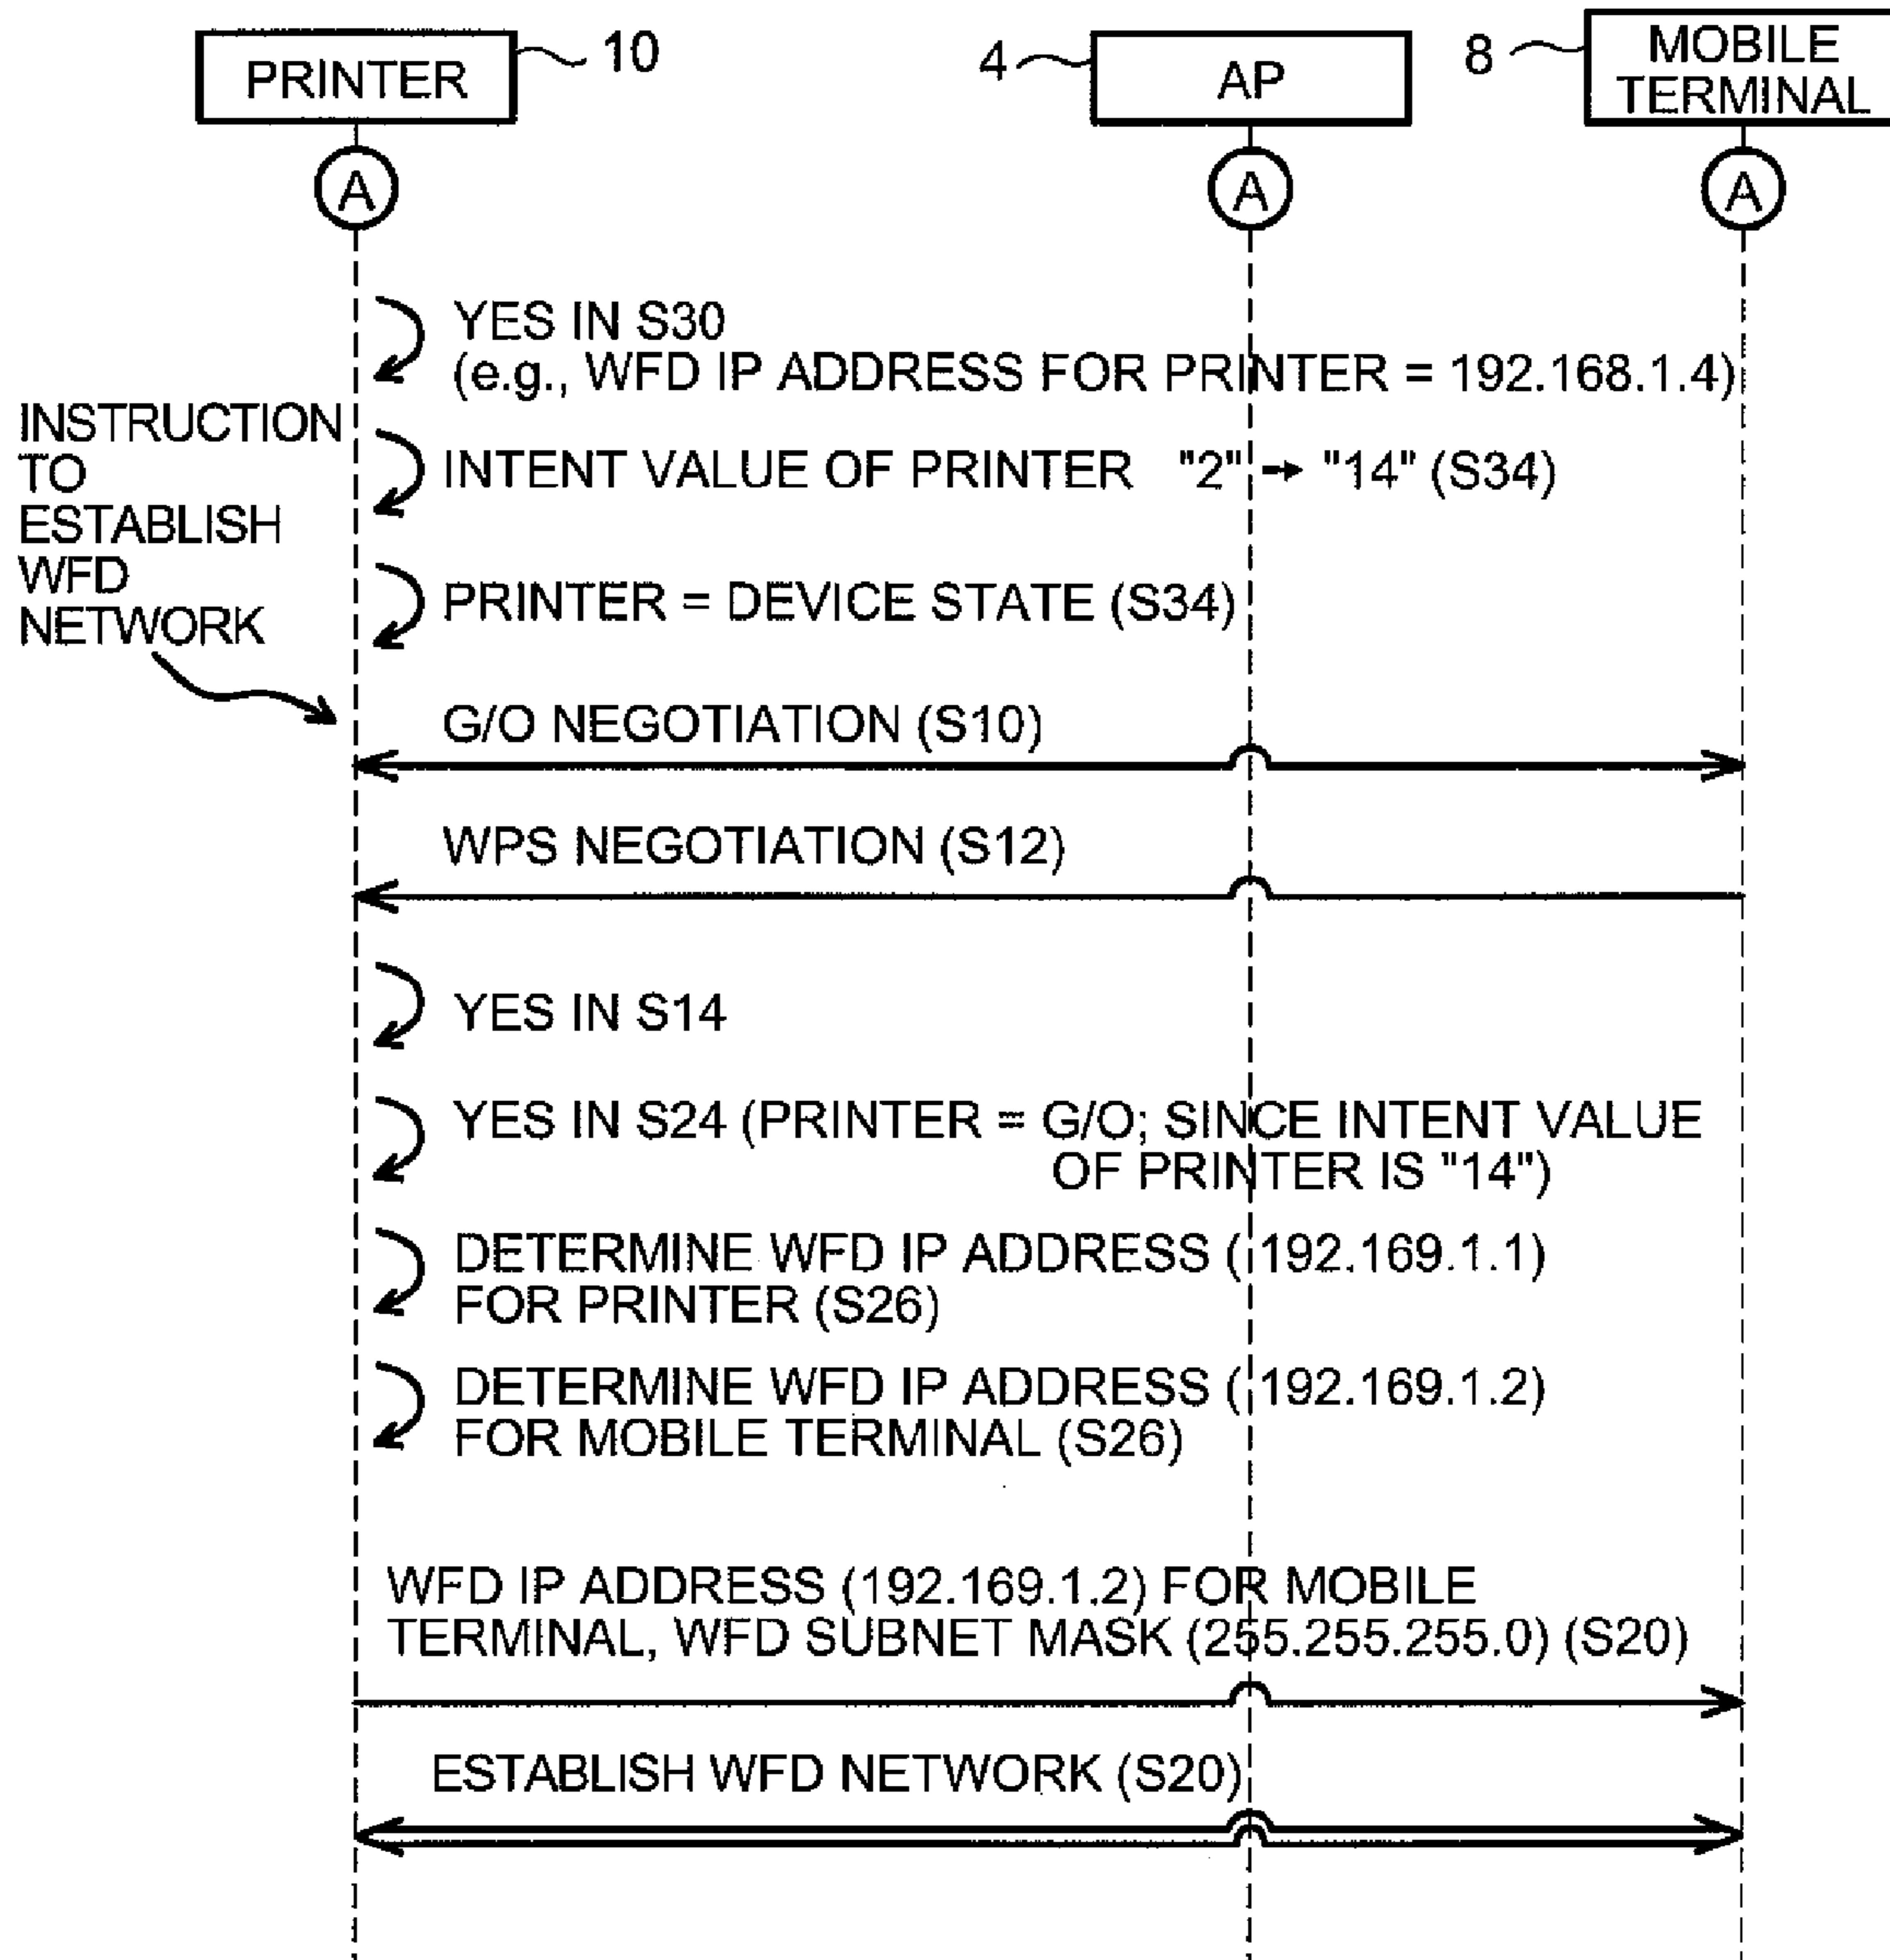 PRINTER
10
4
AP
8
MOBILE
TERMINAL
A
A
A
YES IN S30
(e.g., WFD IP ADDRESS FOR PRINTER = 192.168.1.4)
INSTRUCTION
TO
ESTABLISH
WFD
NETWORK
INTENT VALUE OF PRINTER "2" → "14" (S34)
PRINTER = DEVICE STATE (S34)
G/O NEGOTIATION (S10)
WPS NEGOTIATION (S12)
YES IN S14
YES IN S24 (PRINTER = G/O; SINCE INTENT VALUE
OF PRINTER IS "14")
DETERMINE WFD IP ADDRESS ( 192.169.1.1)
FOR PRINTER (S26)
DETERMINE WFD IP ADDRESS ( 192.169.1.2)
FOR MOBILE TERMINAL (S26)
WFD IP ADDRESS (192.169.1.2) FOR MOBILE
TERMINAL, WFD SUBNET MASK (255.255.255.0) (S20)
ESTABLISH WFD NETWORK (S20)